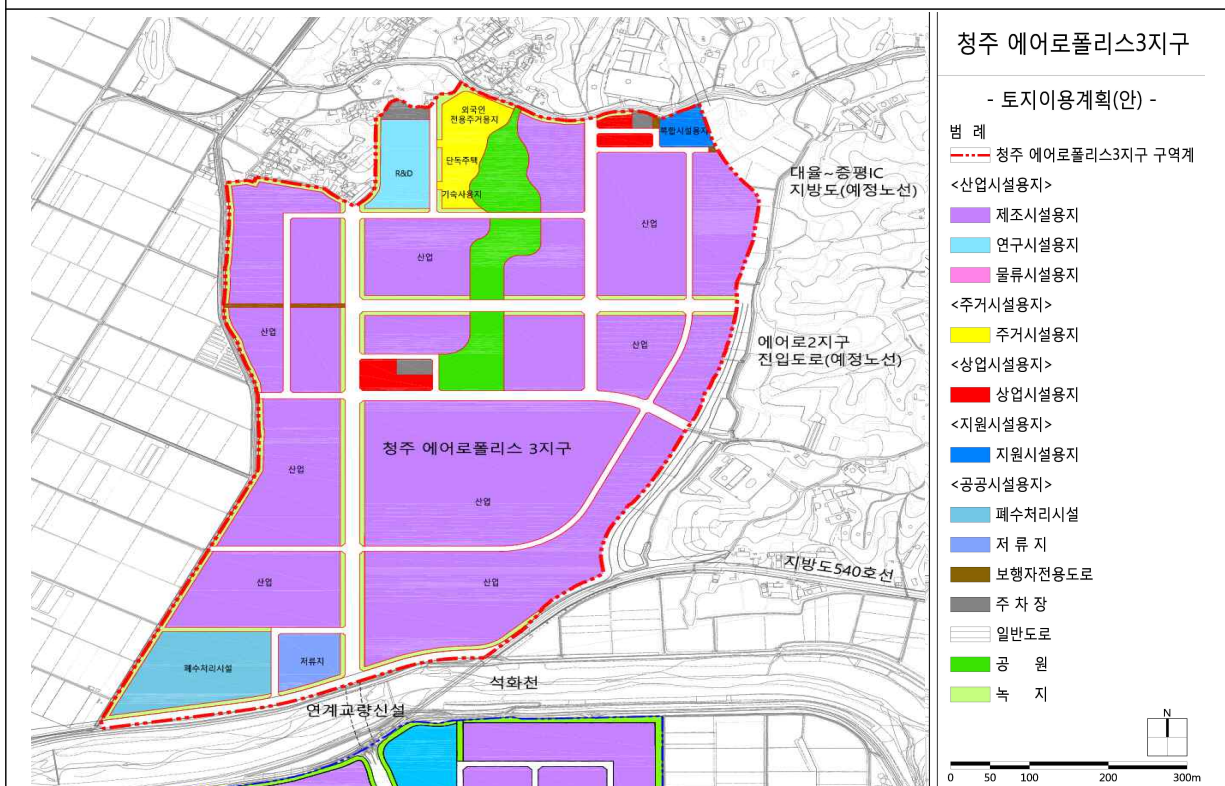 청주 에어로폴리스3지구
- 토지이용계획(안) -
범 례
청주 에어로폴리스3지구 구역계
<산업시설용지>
제조시설용지
연구시설용지
물류시설용지
<주거시설용지>
주거시설용지
<상업시설용지>
상업시설용지
<지원시설용지>
지원시설용지
<공공시설용지>
폐수처리시설
저 류 지
보행자전용도로
주 차 장
일반도로
공 원
녹 지
N
0 50 100 200 300m
외국인
전용주거용지
단독주택
기숙사용지
R&D
복합시설용지
대율~증평IC
지방도(예정노선)
산업
산업
산업
산업
에어로2지구
진입도로(예정노선)
청주 에어로폴리스 3지구
산업
산업
산업
산업
지방도540호선
폐수처리시설
저류지
석화천
연계교량신설